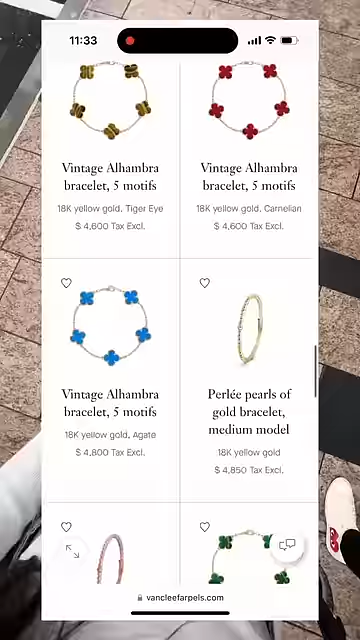 11:33
Vintage Alhambra
bracelet, 5 motifs
18K yellow gold, Tiger Eye
$ 4,600 Tax Excl.
Vintage Alhambra
bracelet, 5 motifs
18K yellow gold, Carnelian
$ 4,600 Tax Excl.
Vintage Alhambra
bracelet, 5 motifs
18K yellow gold, Agate
$ 4,800 Tax Excl.
Perlée pearls of
gold bracelet,
medium model
18K yellow gold
$ 4,850 Tax Excl.
vancleefarpels.com